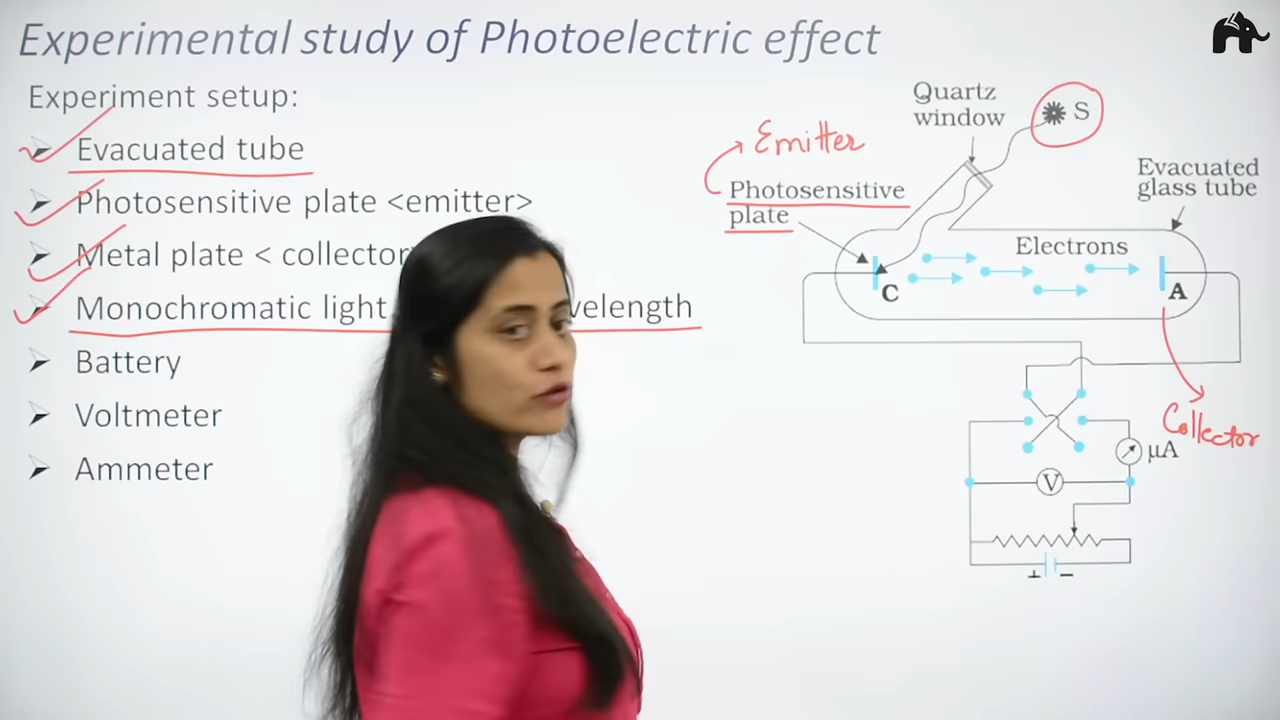 Experimental study of Photoelectric effect
Experiment setup:
Evacuated tube
Photosensitive plate <emitter>
Metal plate < collector
Monochromatic light
Battery
Voltmeter
Ammeter
Emitter
Photosensitive
plate
Quartz
window
S
Evacuated
glass tube
Electrons
C
A
Collector
μA
V
+ −